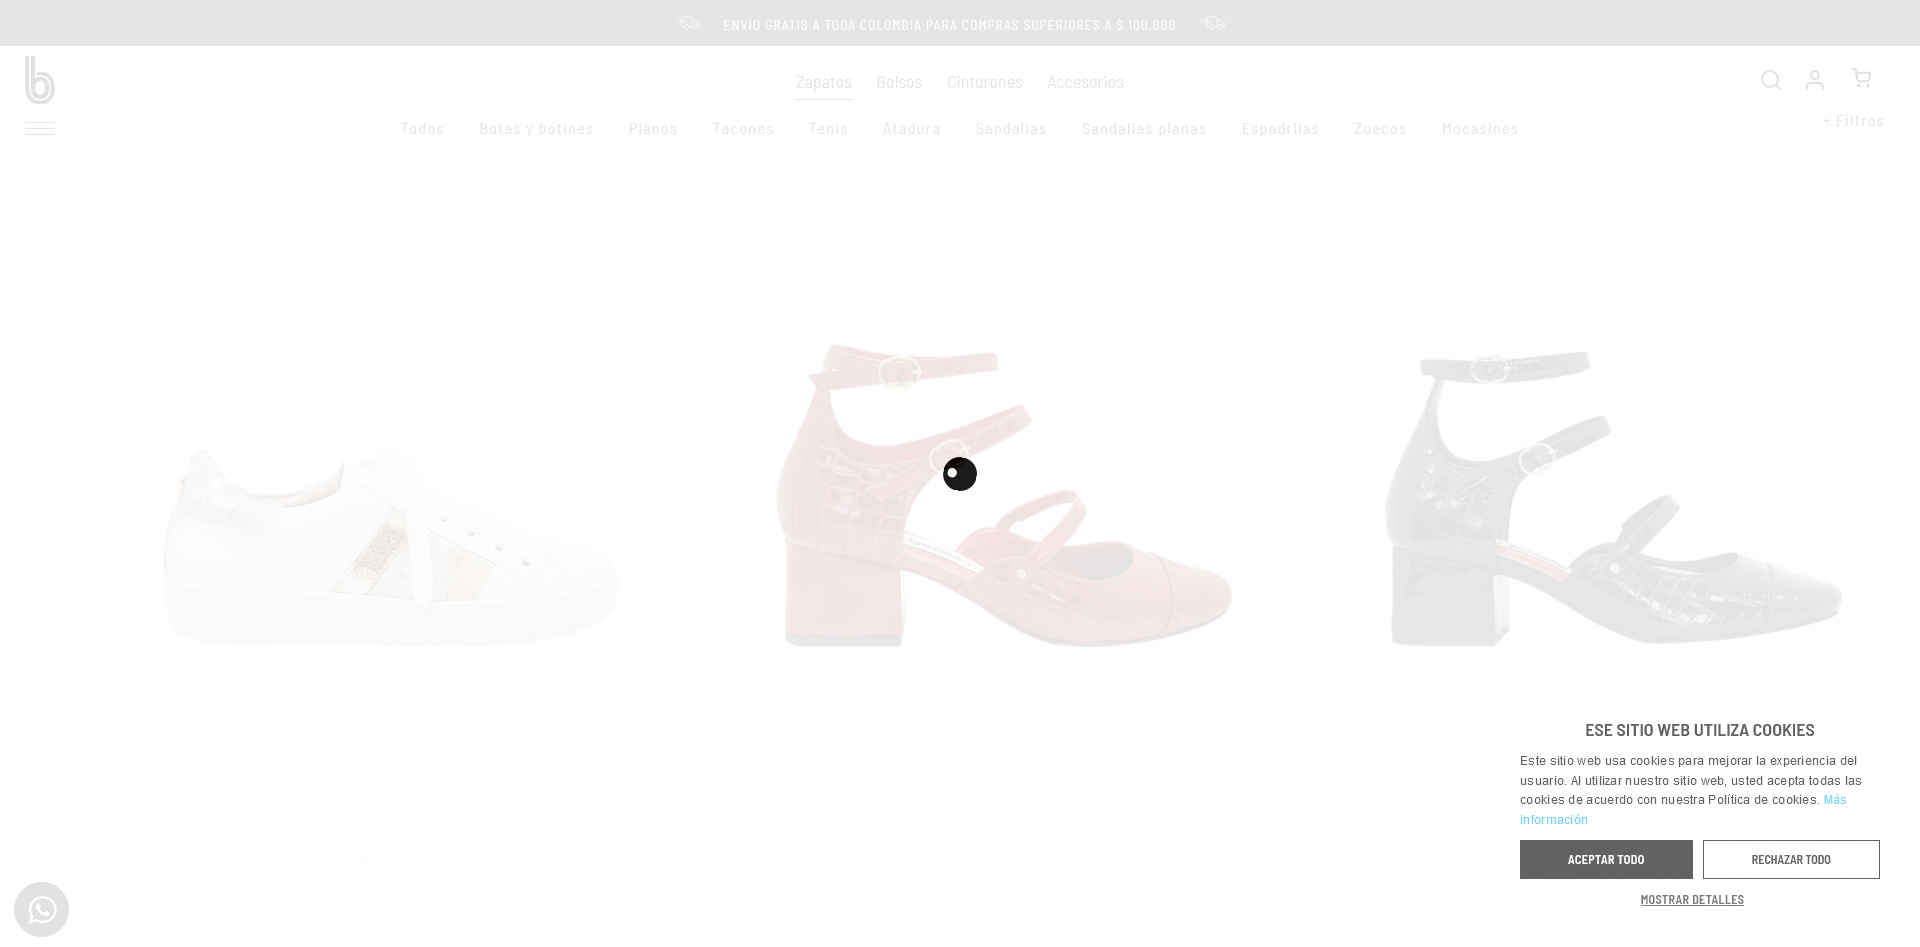 ENVÍO GRATIS A TODA COLOMBIA PARA COMPRAS SUPERIORES A $ 100.000
b
Zapatos Bolsos Cinturones Accesorios
Todos Botas y botines Planos Tacones Tenis Atadura Sandalias Sandalias planas Espadrilas Zuecos Mocasines
+ Filtros
ESE SITIO WEB UTILIZA COOKIES
Este sitio web usa cookies para mejorar la experiencia del
usuario. Al utilizar nuestro sitio web, usted acepta todas las
cookies de acuerdo con nuestra Política de cookies. Más
información
ACEPTAR TODO RECHAZAR TODO
MOSTRAR DETALLES